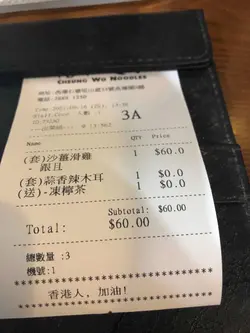 CHEUNG WO NOODLES
3A
Name QTY Price
(套)沙薑滑雞 1 $60.0
跟且
(套)蒜香辣木耳 1 $0.0
(送)-凍檸茶 1 $0.0
Subtotal: $60.00
Total: $60.00
總數量 :3
機號:1
********************
香港人, 加油!
********************